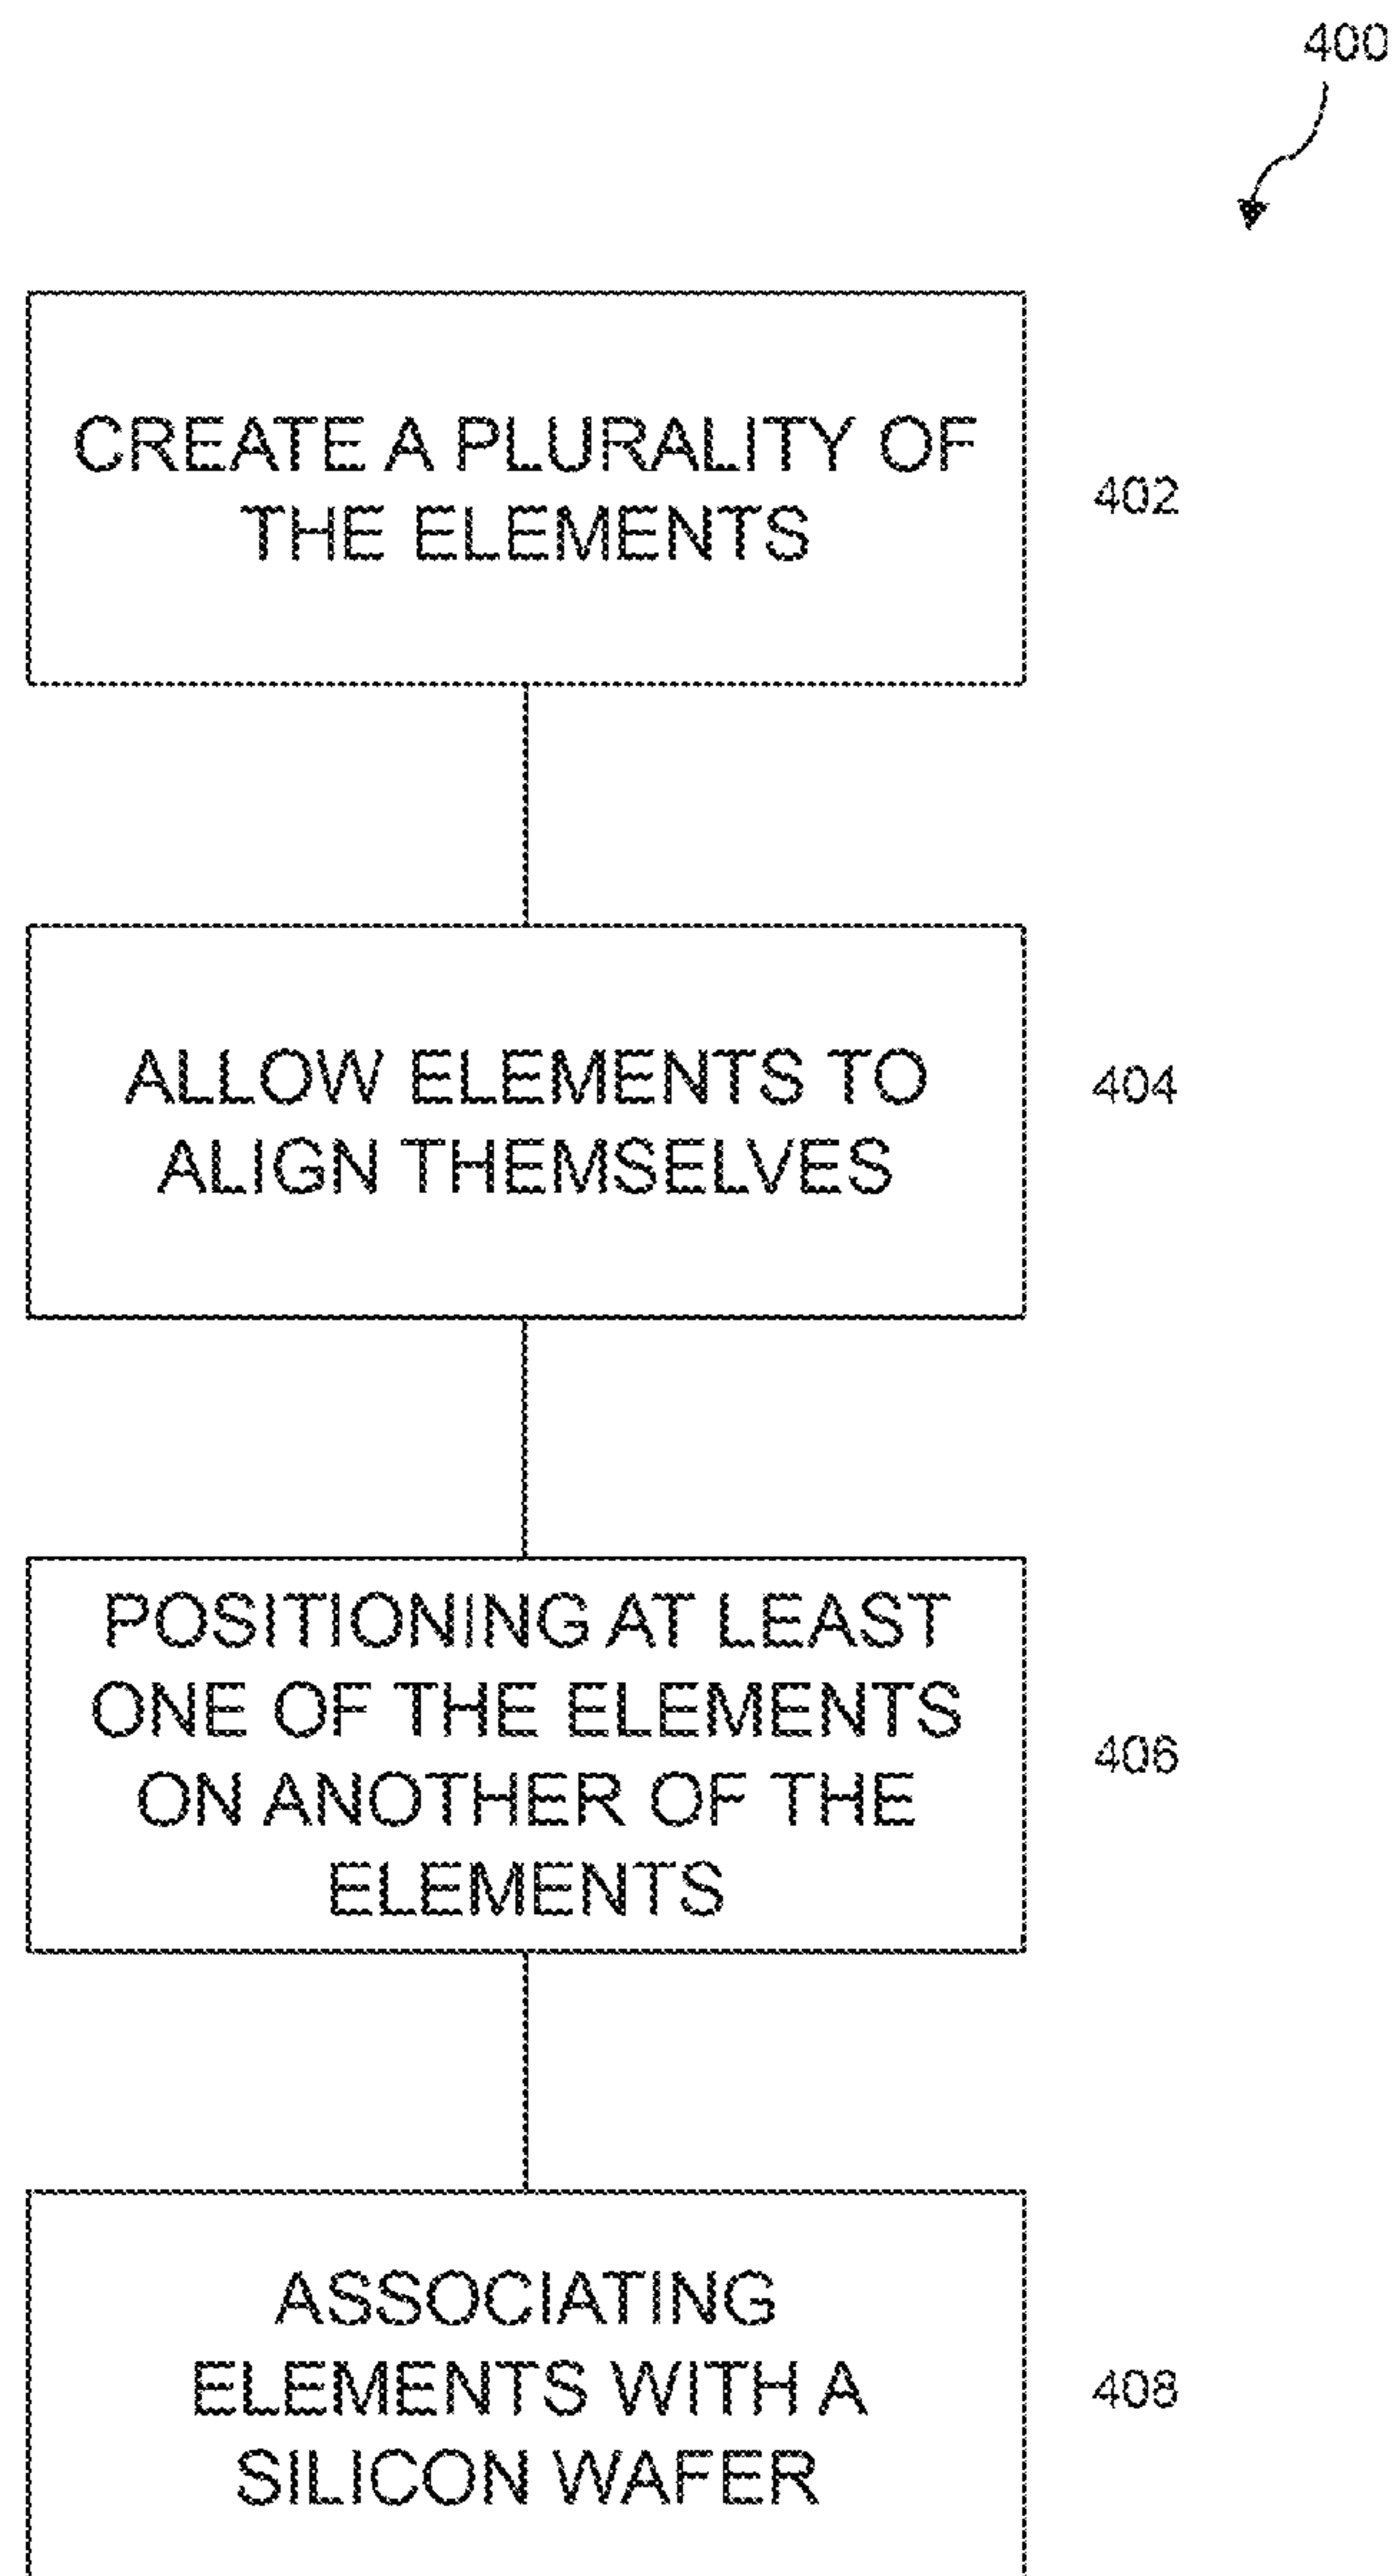 400
CREATE A PLURALITY OF
THE ELEMENTS
402
ALLOW ELEMENTS TO
ALIGN THEMSELVES
404
POSITIONING AT LEAST
ONE OF THE ELEMENTS
ON ANOTHER OF THE
ELEMENTS
406
ASSOCIATING
ELEMENTS WITH A
SILICON WAFER
408